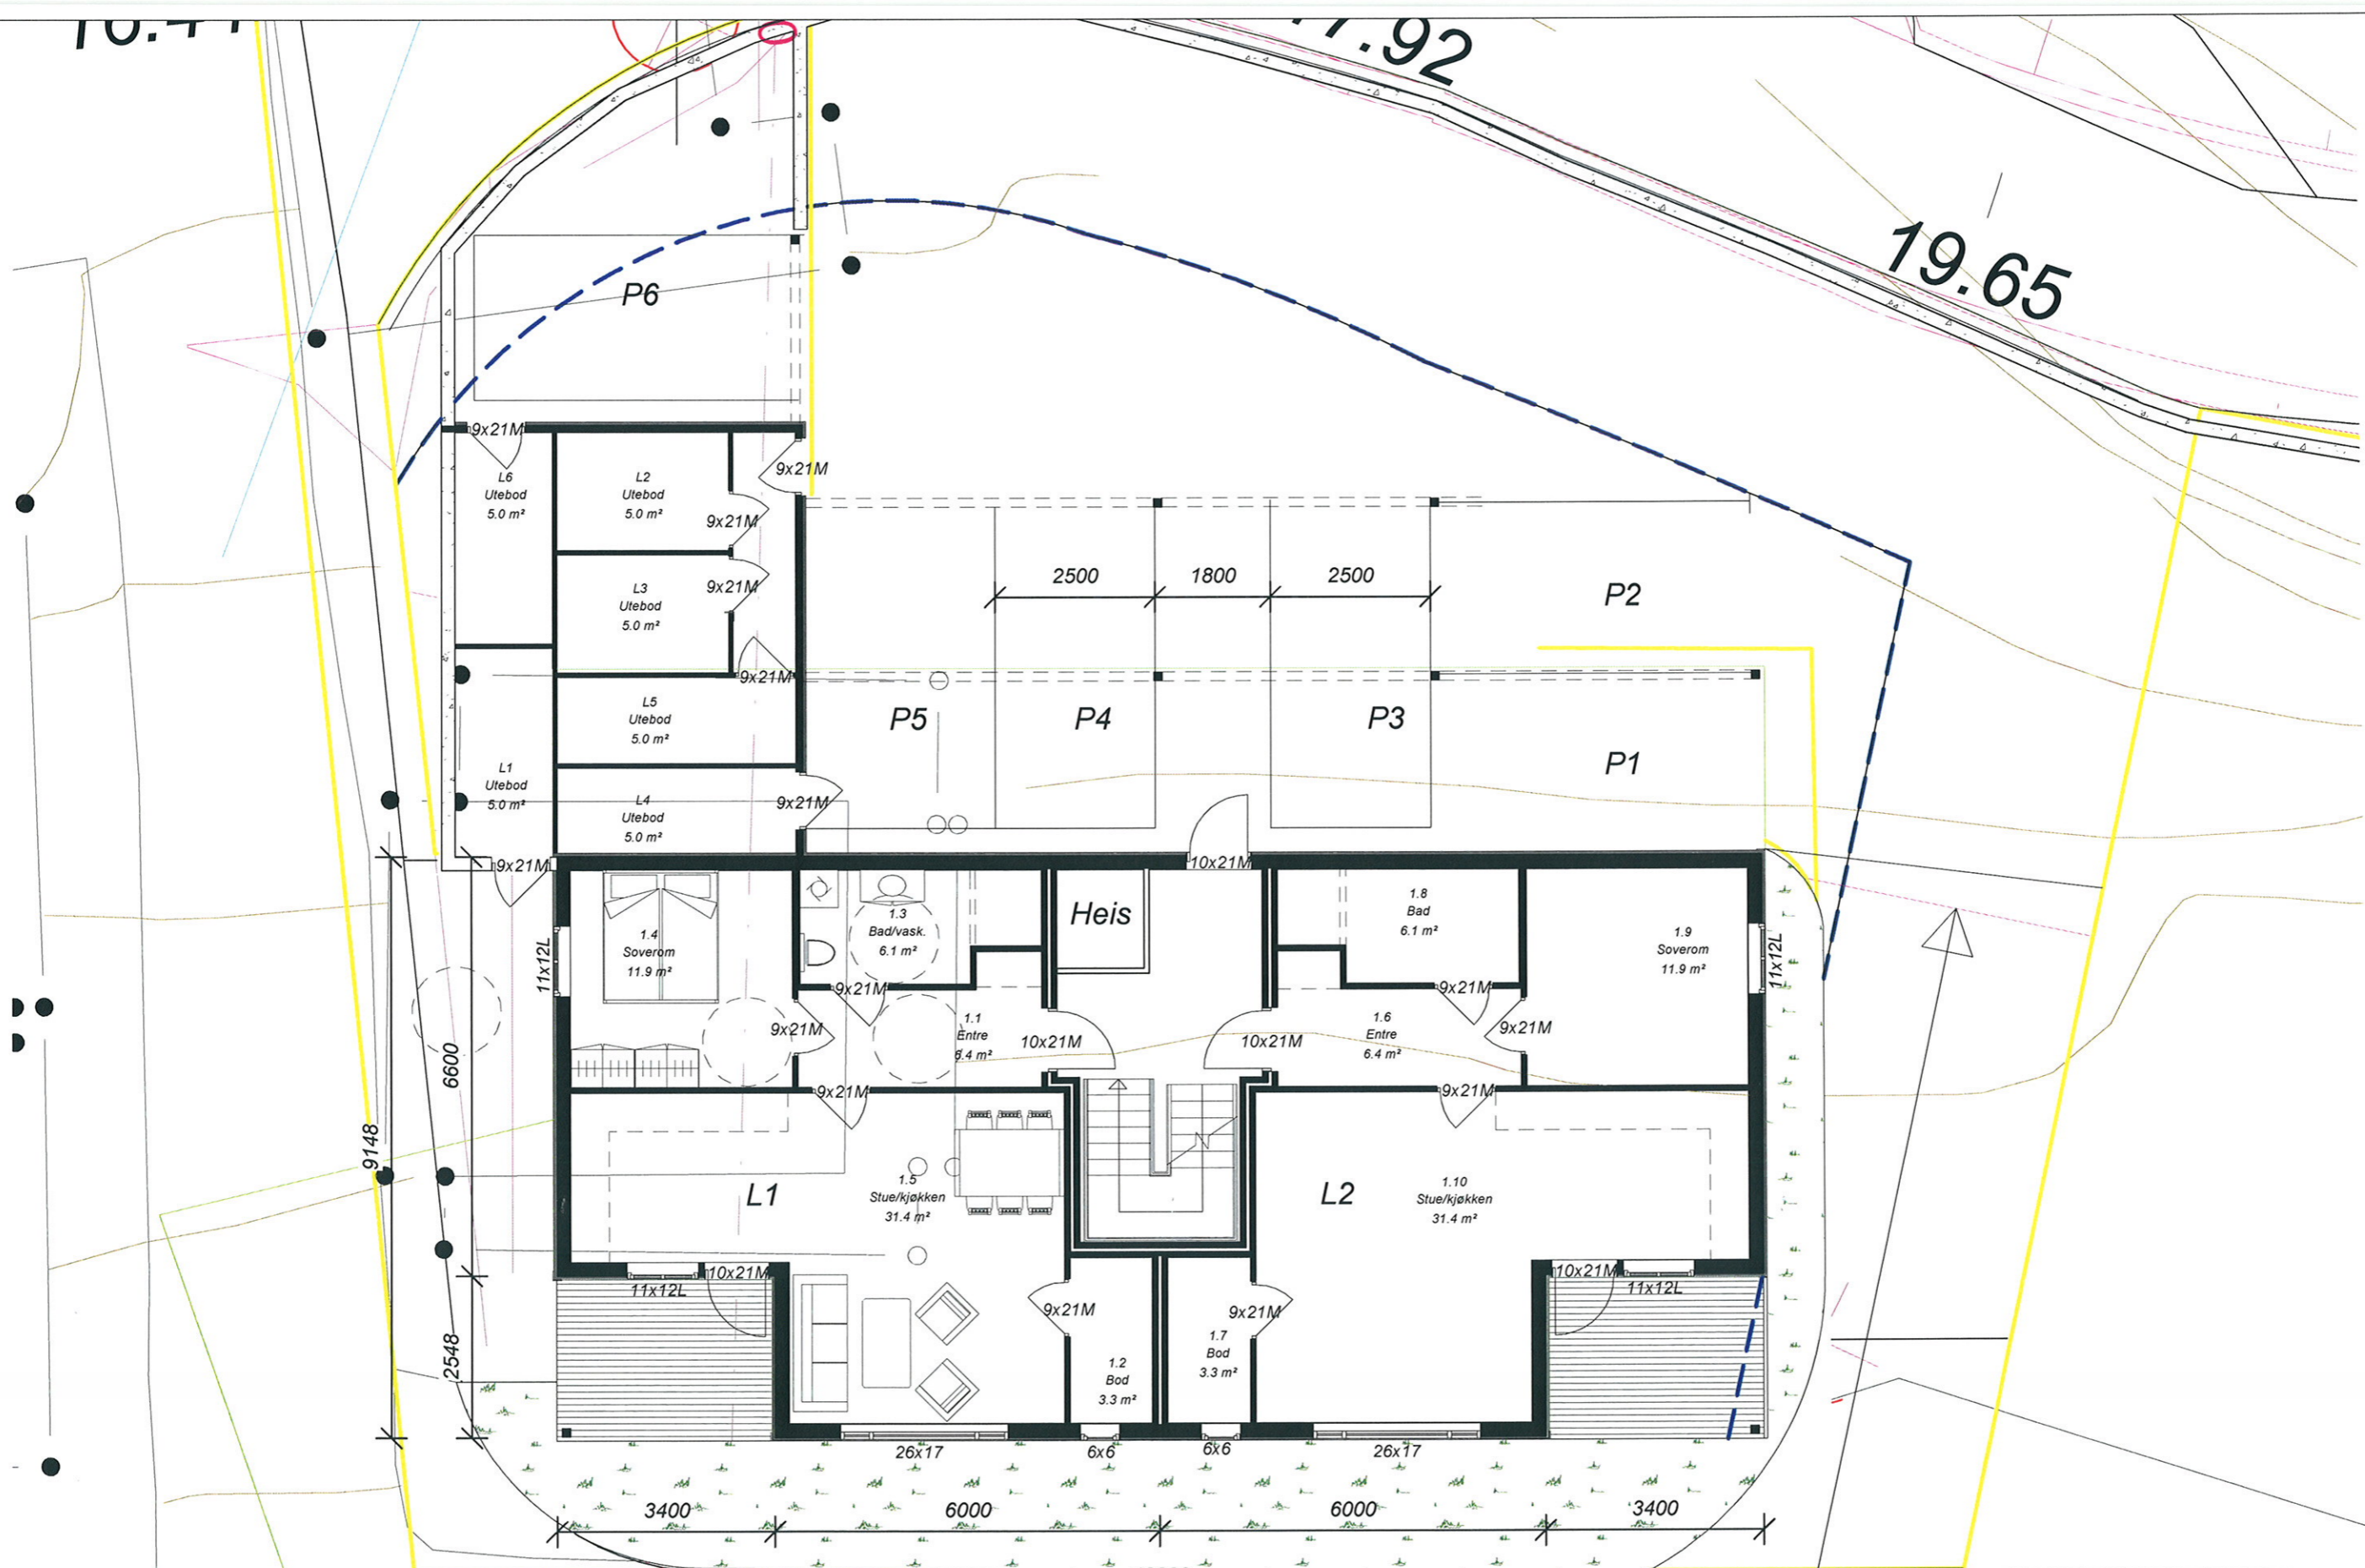 17.92
19.65
P6
9x21M
L6
Utebod
5.0 m²
L2
Utebod
5.0 m²
9x21M
9x21M
L3
Utebod
5.0 m²
9x21M
9x21M
L5
Utebod
5.0 m²
L1
Utebod
5.0 m²
L4
Utebod
5.0 m²
9x21M
9x21M
2500
1800
2500
P2
P5
P4
P3
P1
10x21M
Heis
1.4
Soverom
11.9 m²
11x12L
1.3
Bad/vask.
6.1 m²
9x21M
1.8
Bad
6.1 m²
1.9
Soverom
11.9 m²
11x12L
9x21M
9x21M
1.1
Entre
6.4 m²
10x21M
10x21M
1.6
Entre
6.4 m²
9x21M
9x21M
9x21M
6600
9148
2548
L1
1.5
Stue/kjøkken
31.4 m²
L2
1.10
Stue/kjøkken
31.4 m²
10x21M
11x12L
10x21M
11x12L
9x21M
9x21M
1.2
Bod
3.3 m²
1.7
Bod
3.3 m²
26x17
6x6
6x6
26x17
3400
6000
6000
3400